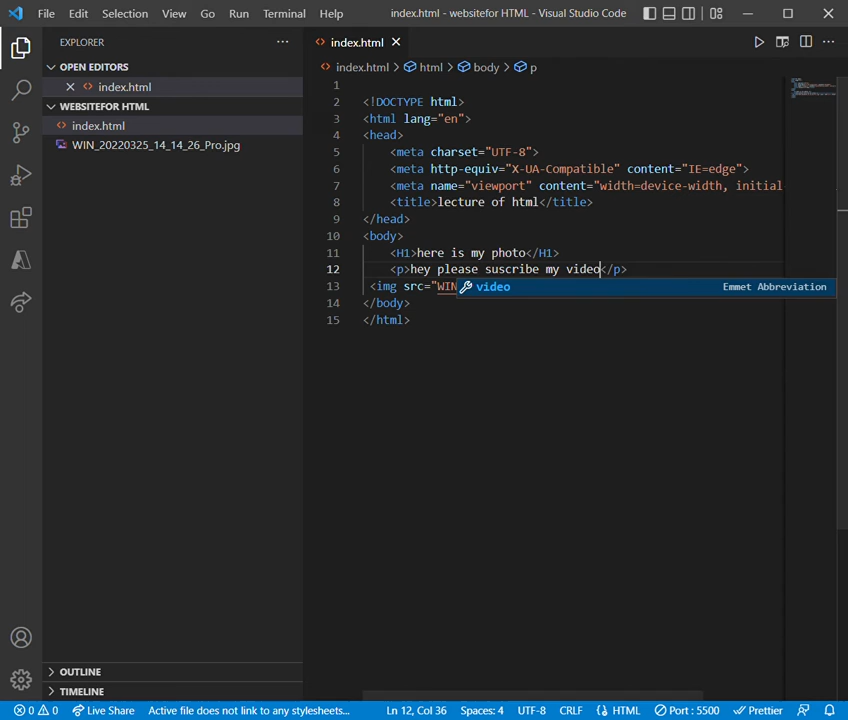 File Edit Selection View Go Run Terminal Help index.html - websitefor HTML - Visual Studio Code
EXPLORER
OPEN EDITORS
index.html
WEBSITEFOR HTML
index.html
WIN_20220325_14_14_26_Pro.jpg
OUTLINE
TIMELINE
index.html
index.html > html > body > p
1
2 <!DOCTYPE html>
3 <html lang="en">
4 <head>
5 <meta charset="UTF-8">
6 <meta http-equiv="X-UA-Compatible" content="IE=edge">
7 <meta name="viewport" content="width=device-width, initial-
8 <title>lecture of html</title>
9 </head>
10 <body>
11 <H1>here is my photo</H1>
12 <p>hey please suscribe my video</p>
13 <img src="WIN
video Emmet Abbreviation
14 </body>
15 </html>
0 0 Live Share Active file does not link to any stylesheets... Ln 12, Col 36 Spaces: 4 UTF-8 CRLF HTML Port : 5500 Prettier